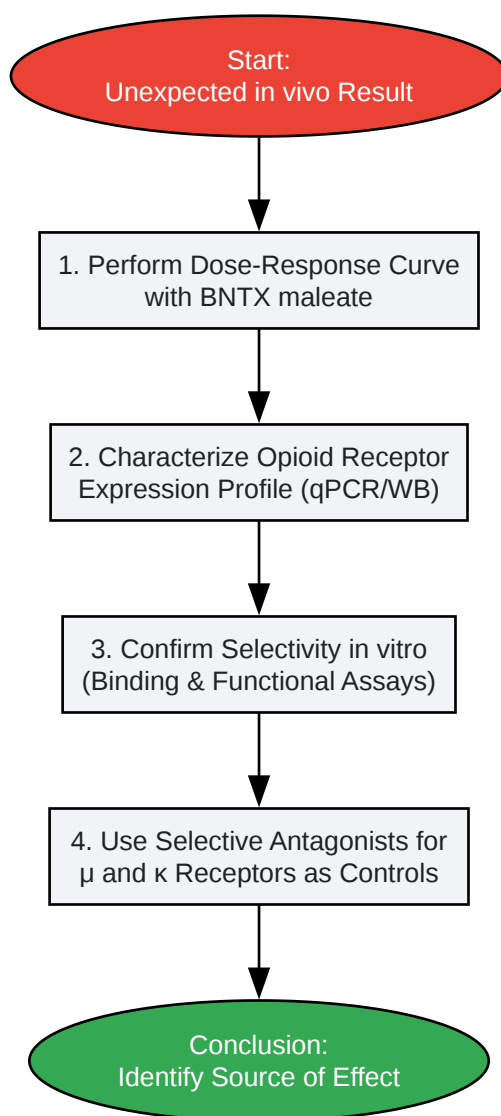 Start:
Unexpected in vivo Result
1. Perform Dose-Response Curve
with BNTX maleate
2. Characterize Opioid Receptor
Expression Profile (qPCR/WB)
3. Confirm Selectivity in vitro
(Binding & Functional Assays)
4. Use Selective Antagonists for
μ and κ Receptors as Controls
Conclusion:
Identify Source of Effect